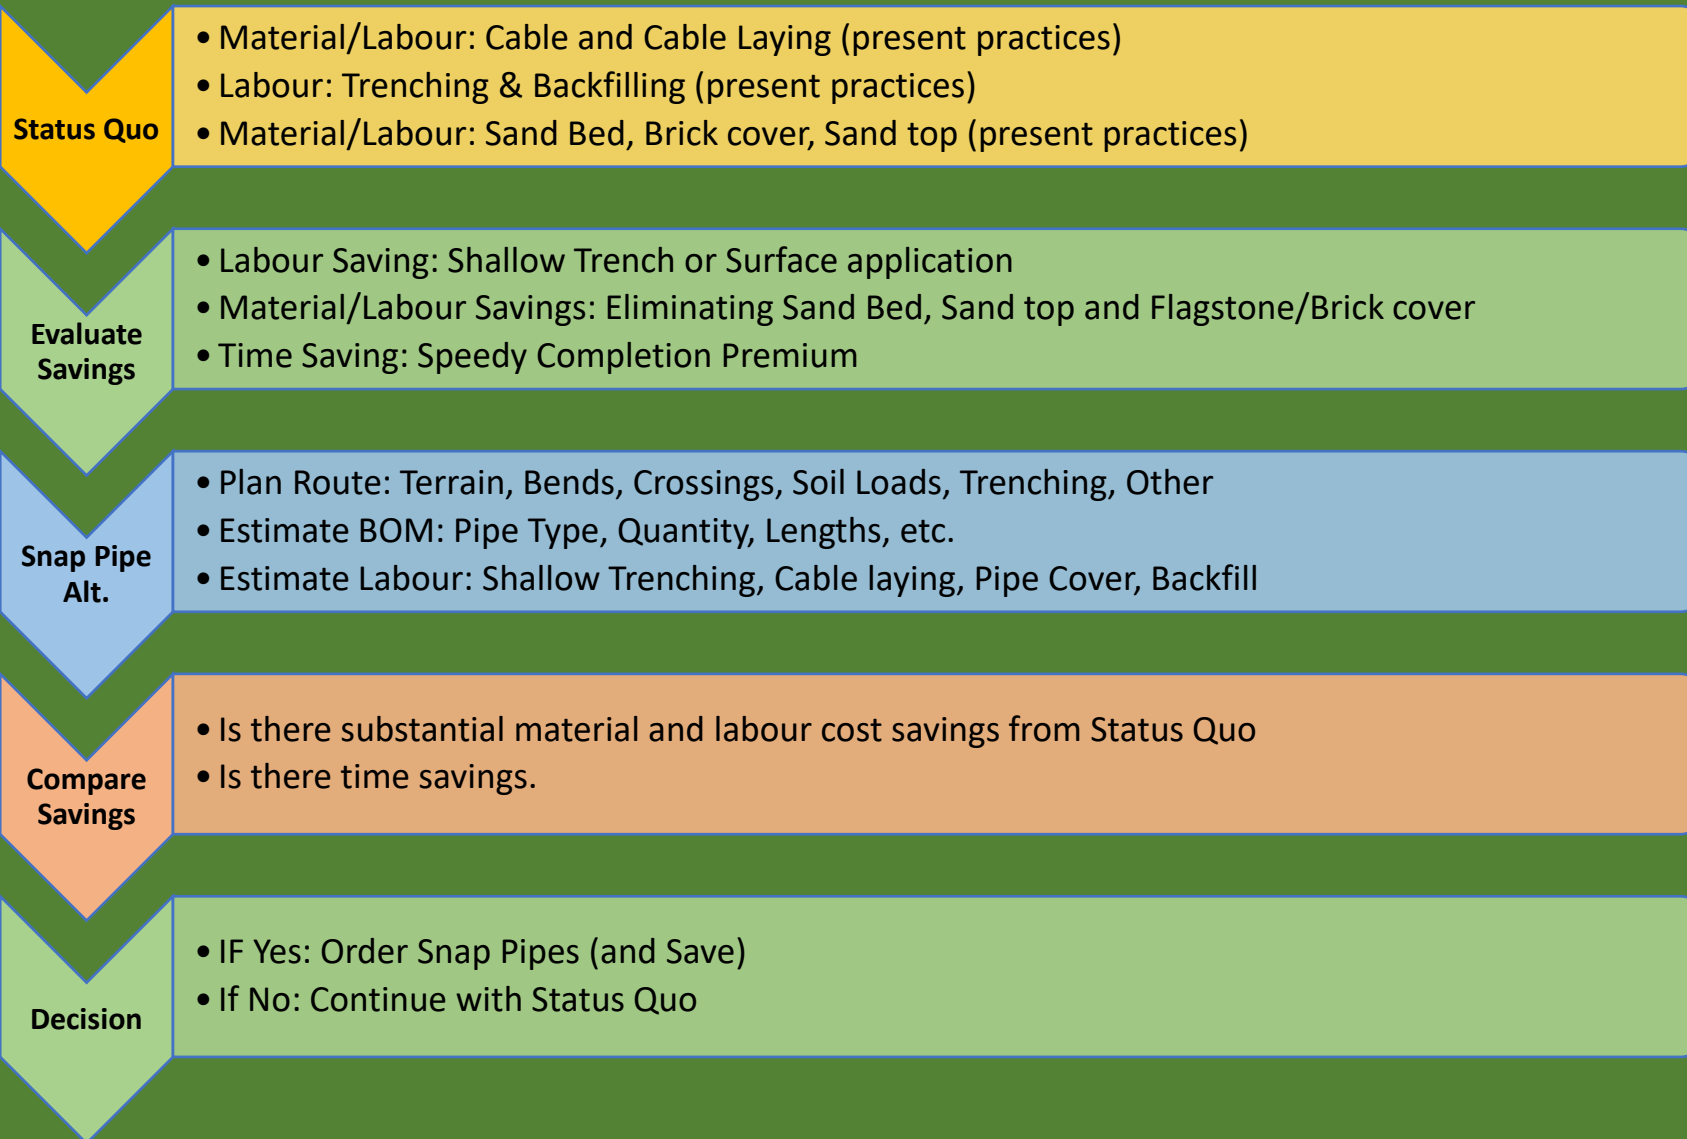 Status Quo
• Material/Labour: Cable and Cable Laying (present practices)
• Labour: Trenching & Backfilling (present practices)
• Material/Labour: Sand Bed, Brick cover, Sand top (present practices)
Evaluate
Savings
• Labour Saving: Shallow Trench or Surface application
• Material/Labour Savings: Eliminating Sand Bed, Sand top and Flagstone/Brick cover
• Time Saving: Speedy Completion Premium
Snap Pipe
Alt.
• Plan Route: Terrain, Bends, Crossings, Soil Loads, Trenching, Other
• Estimate BOM: Pipe Type, Quantity, Lengths, etc.
• Estimate Labour: Shallow Trenching, Cable laying, Pipe Cover, Backfill
Compare
Savings
• Is there substantial material and labour cost savings from Status Quo
• Is there time savings.
Decision
• IF Yes: Order Snap Pipes (and Save)
• If No: Continue with Status Quo